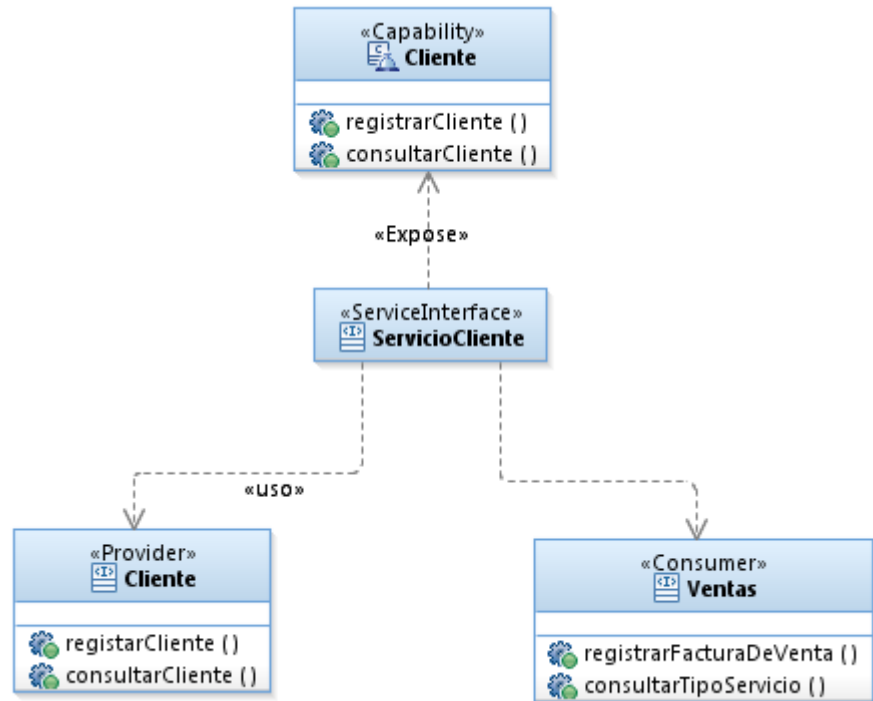 «Capability»
Cliente
registrarCliente ( )
consultarCliente ( )
«Expose»
«ServiceInterface»
ServicioCliente
«uso»
«Provider»
Cliente
registarCliente ( )
consultarCliente ( )
«Consumer»
Ventas
registrarFacturaDeVenta ( )
consultarTipoServicio ( )